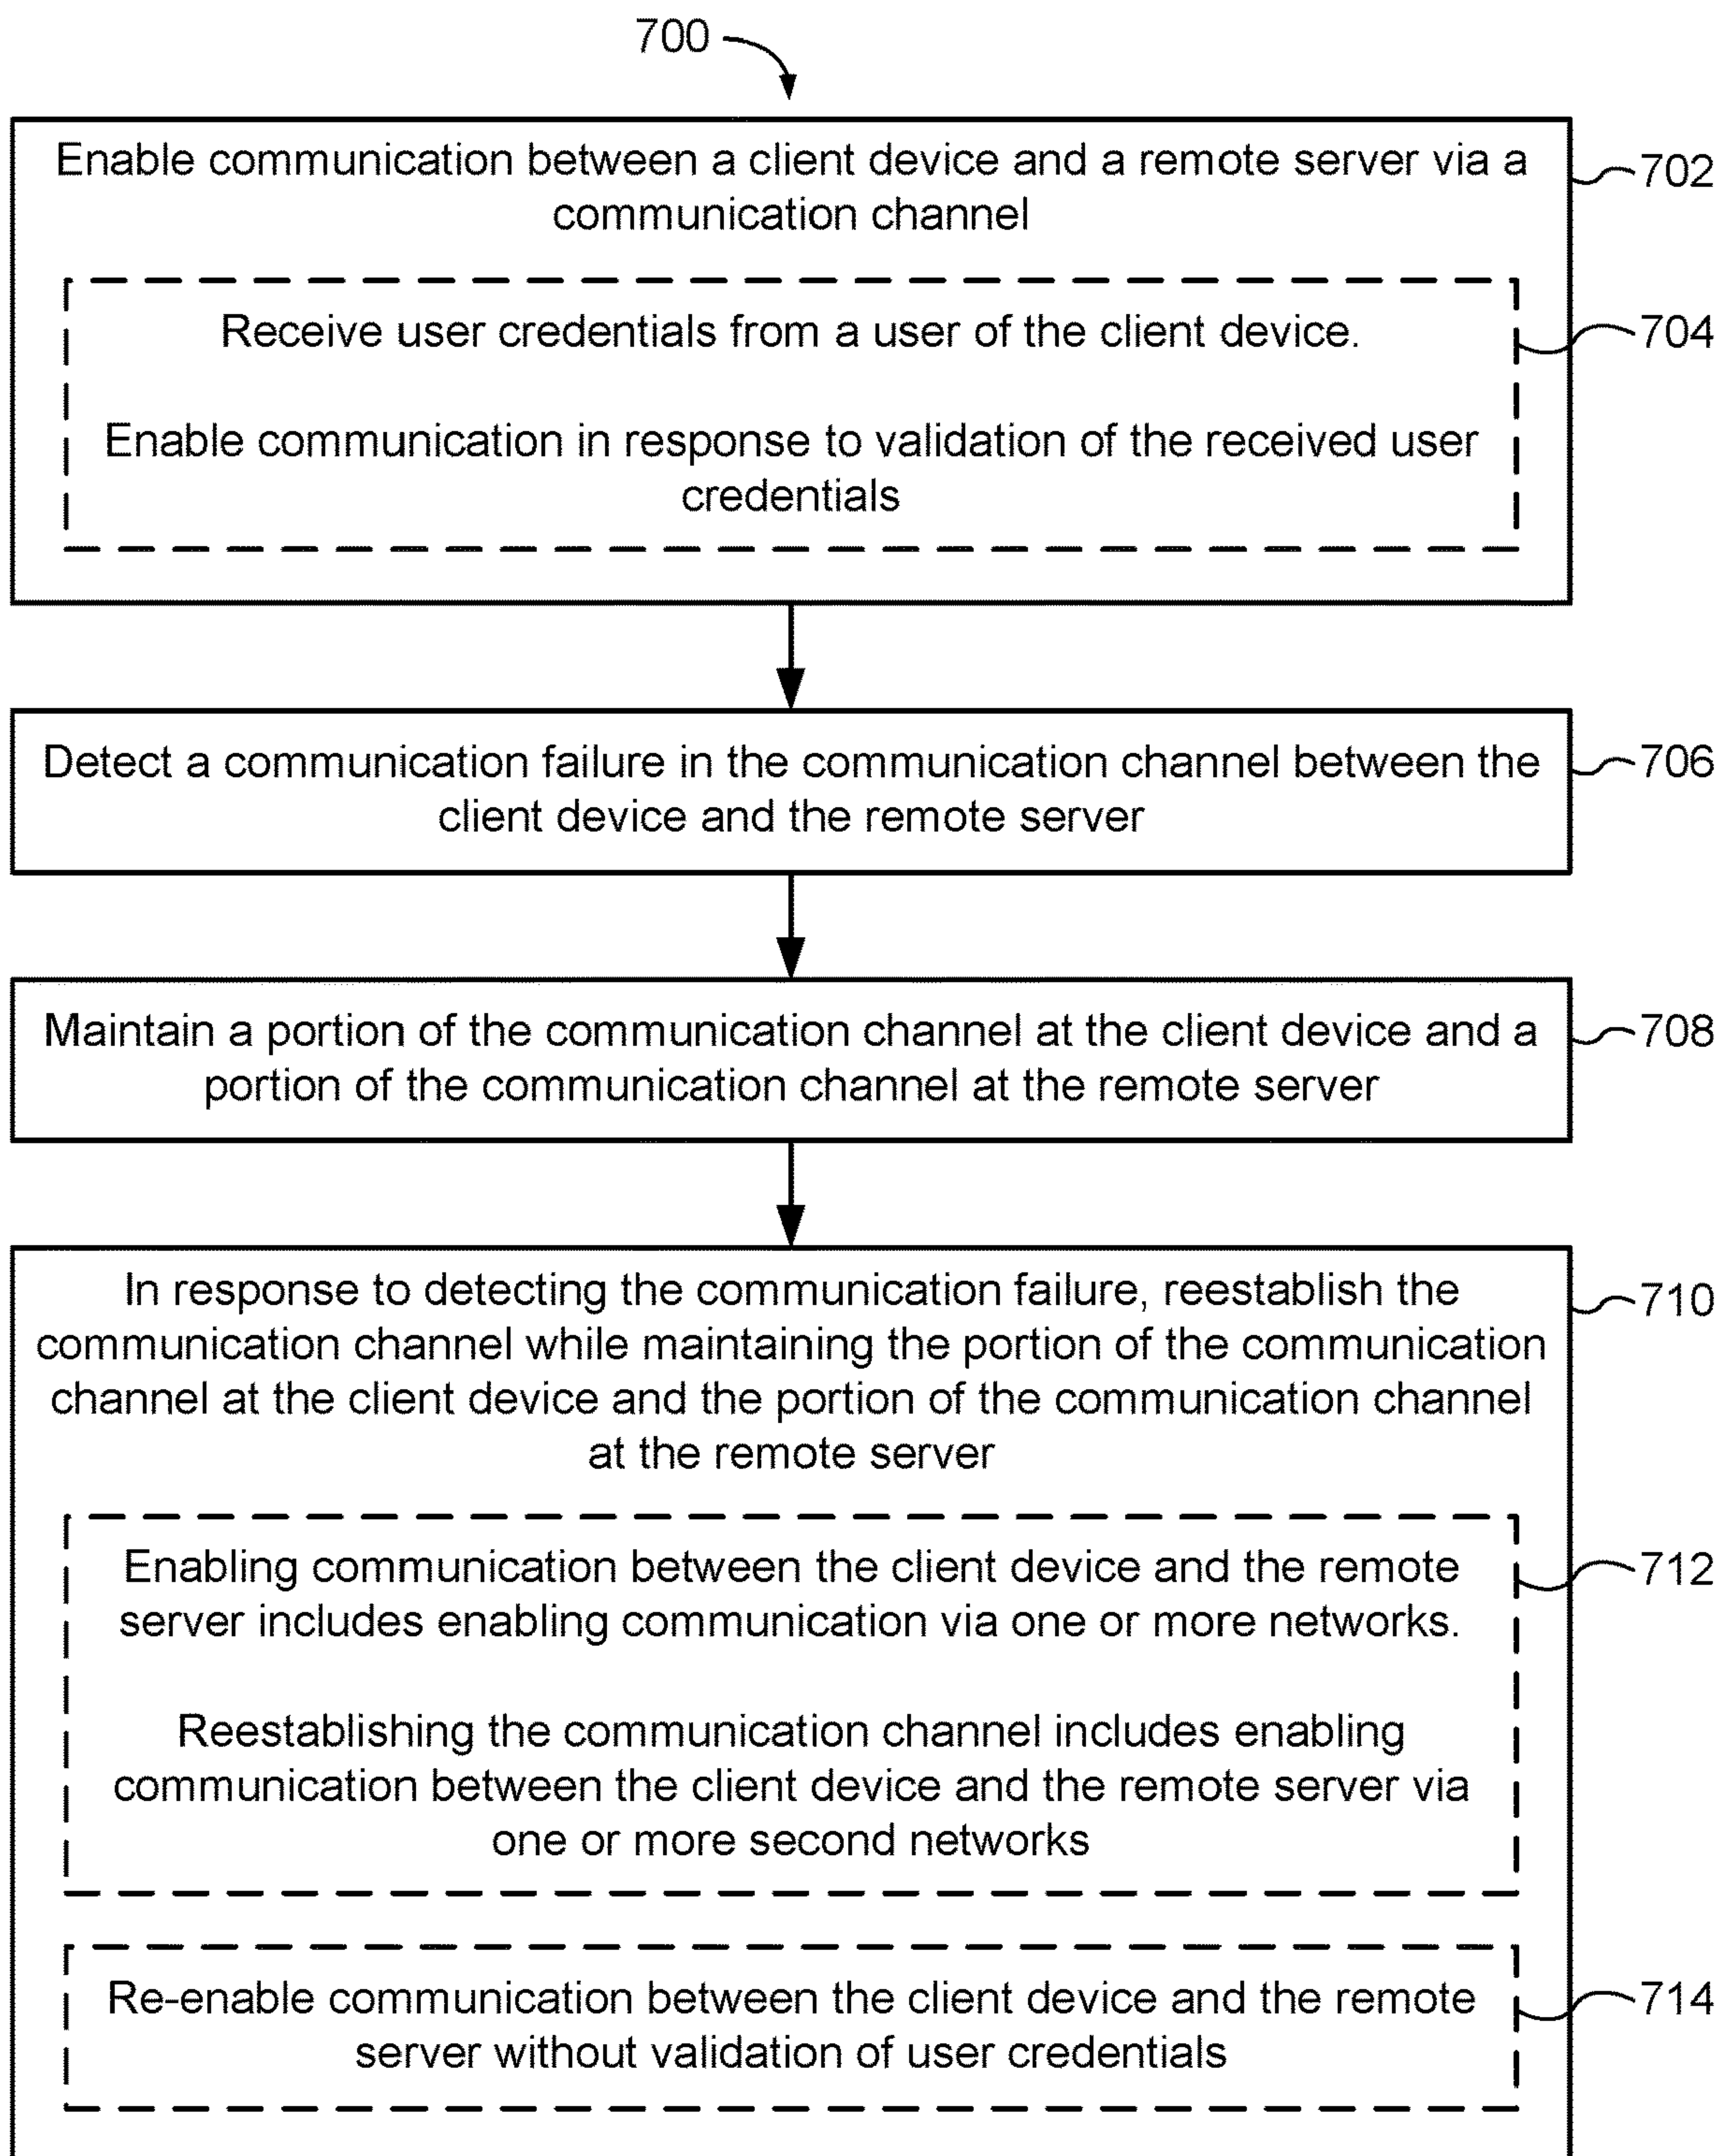 700
Enable communication between a client device and a remote server via a
communication channel
702
Receive user credentials from a user of the client device.
704
Enable communication in response to validation of the received user
credentials
Detect a communication failure in the communication channel between the
client device and the remote server
706
Maintain a portion of the communication channel at the client device and a
portion of the communication channel at the remote server
708
In response to detecting the communication failure, reestablish the
communication channel while maintaining the portion of the communication
channel at the client device and the portion of the communication channel
at the remote server
710
Enabling communication between the client device and the remote
server includes enabling communication via one or more networks.
712
Reestablishing the communication channel includes enabling
communication between the client device and the remote server via
one or more second networks
Re-enable communication between the client device and the remote
server without validation of user credentials
714